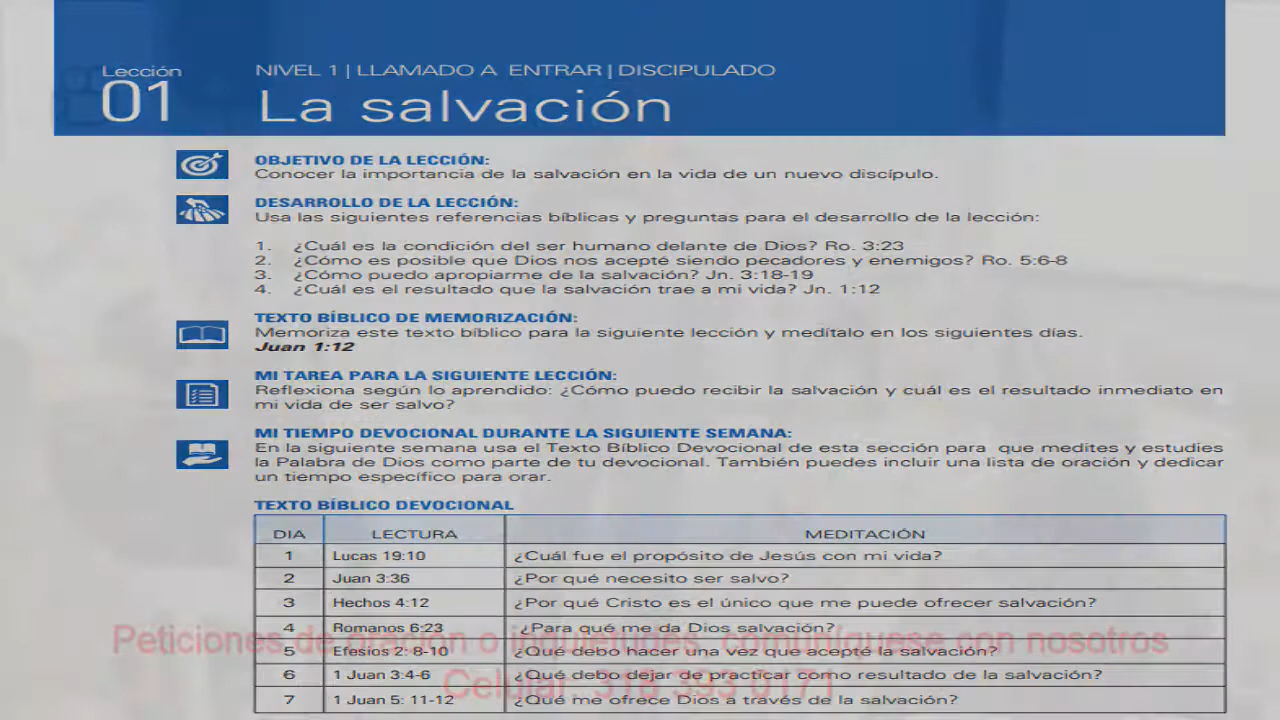 Lección
01
NIVEL 1 | LLAMADO A ENTRAR | DISCIPULADO
La salvación
OBJETIVO DE LA LECCIÓN:
Conocer la importancia de la salvación en la vida de un nuevo discípulo.
DESARROLLO DE LA LECCIÓN:
Usa las siguientes referencias bíblicas y preguntas para el desarrollo de la lección:
1. ¿Cuál es la condición del ser humano delante de Dios? Ro. 3:23
2. ¿Cómo es posible que Dios nos acepté siendo pecadores y enemigos? Ro. 5:6-8
3. ¿Cómo puedo apropiarme de la salvación? Jn. 3:18-19
4. ¿Cuál es el resultado que la salvación trae a mi vida? Jn. 1:12
TEXTO BÍBLICO DE MEMORIZACIÓN:
Memoriza este texto bíblico para la siguiente lección y medítalo en los siguientes días.
Juan 1:12
MI TAREA PARA LA SIGUIENTE LECCIÓN:
Reflexiona según lo aprendido: ¿Cómo puedo recibir la salvación y cuál es el resultado inmediato en
mi vida de ser salvo?
MI TIEMPO DEVOCIONAL DURANTE LA SIGUIENTE SEMANA:
En la siguiente semana usa el Texto Bíblico Devocional de esta sección para que medites y estudies
la Palabra de Dios como parte de tu devocional. También puedes incluir una lista de oración y dedicar
un tiempo específico para orar.
TEXTO BÍBLICO DEVOCIONAL
DIA LECTURA MEDITACIÓN
1 Lucas 19:10 ¿Cuál fue el propósito de Jesús con mi vida?
2 Juan 3:36 ¿Por qué necesito ser salvo?
3 Hechos 4:12 ¿Por qué Cristo es el único que me puede ofrecer salvación?
4 Romanos 6:23 ¿Para qué me da Dios salvación?
Peticiones de oración o inquietudes, comuníquese con nosotros
5 Efesios 2: 8-10 ¿Qué debo hacer una vez que acepté la salvación?
6 1 Juan 3:4-6 ¿Qué debo dejar de practicar como resultado de la salvación?
Celular: 318 393 0171
7 1 Juan 5: 11-12 ¿Qué me ofrece Dios a través de la salvación?